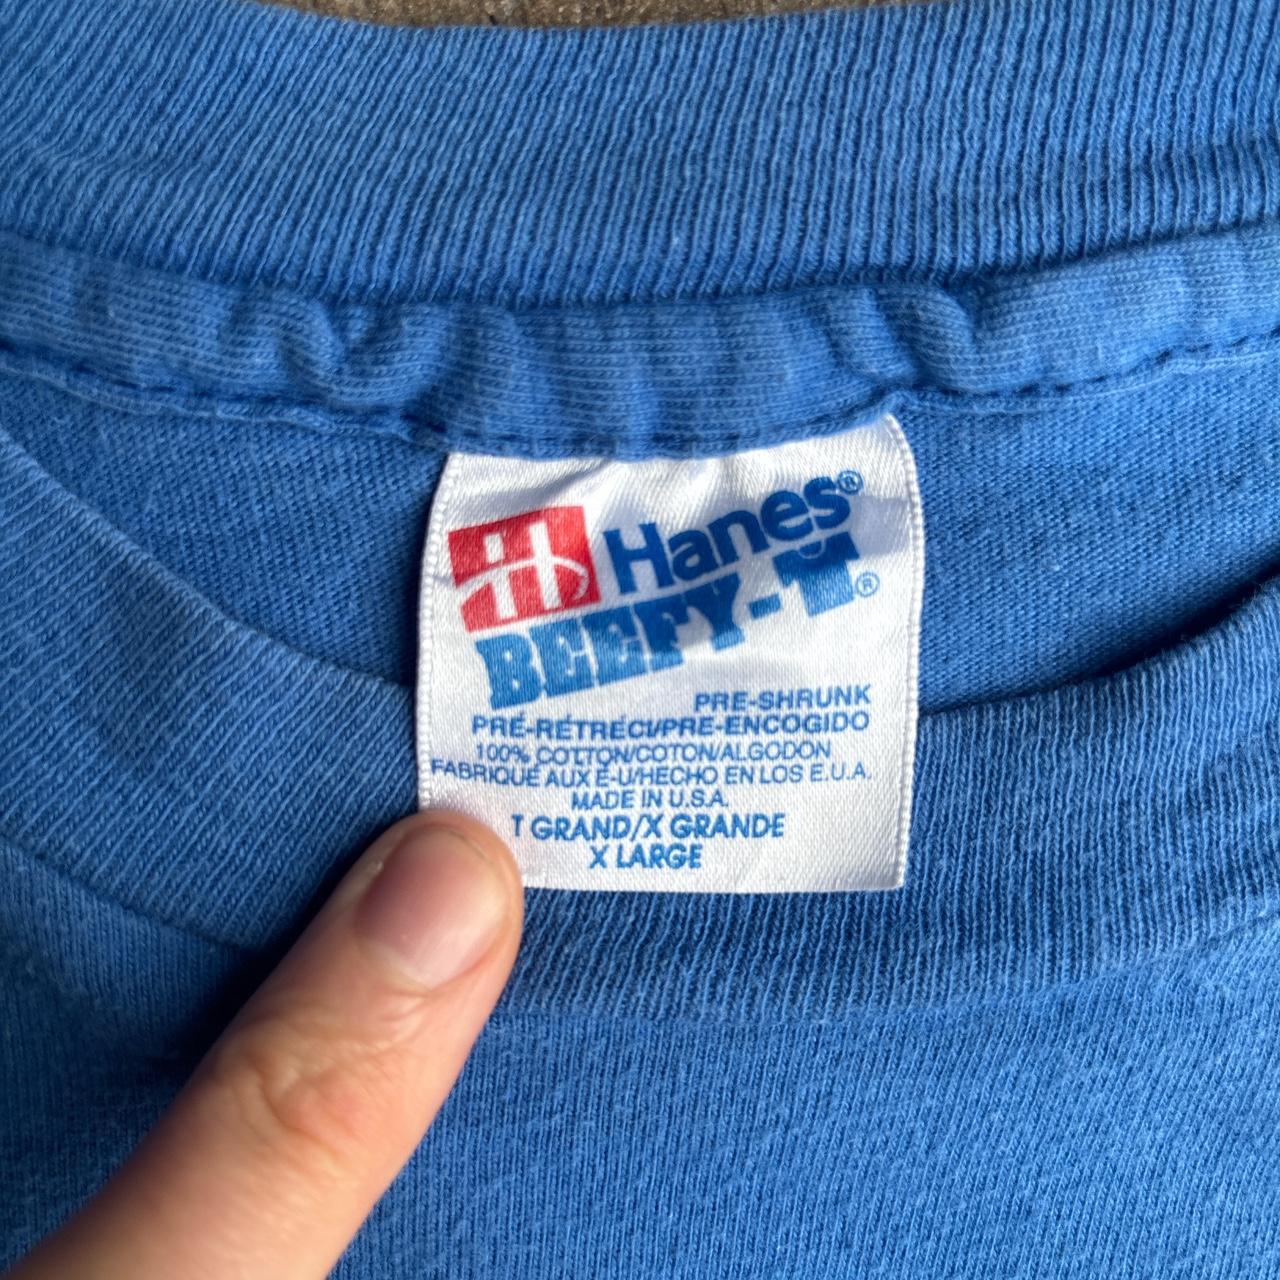 Hanes®
BEEFY-T®
PRE-SHRUNK
PRÉ-RÉTRÉCI/PRE-ENCOGIDO
100% COTTON/COTON/ALGODON
FABRIQUÉ AUX É-U/HECHO EN LOS E.U.A.
MADE IN U.S.A.
T GRAND/X GRANDE
X LARGE